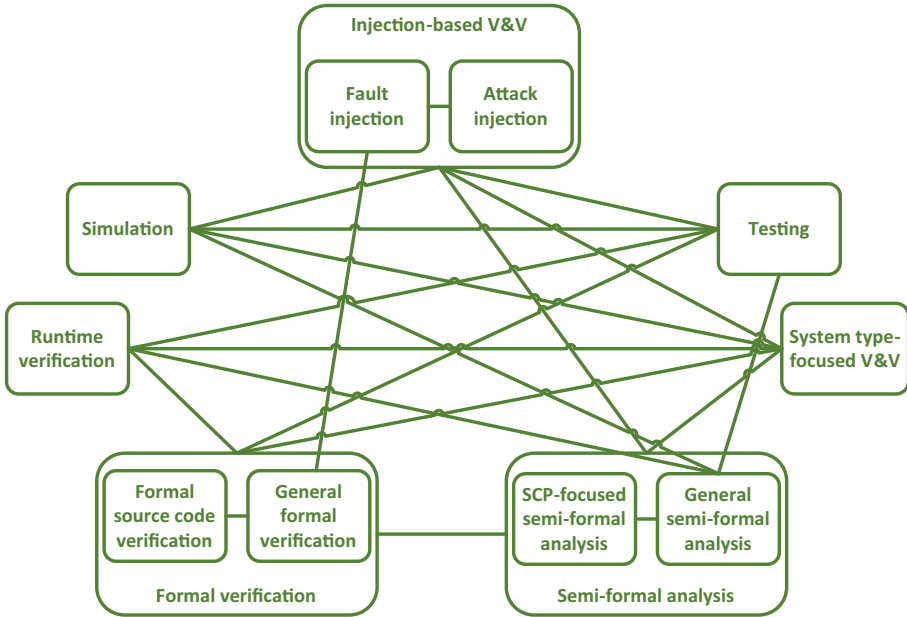 Injection-based V&V
Fault
injection
Attack
injection
Simulation
Testing
Runtime
verification
System type-
focused V&V
Formal
source code
verification
General
formal
verification
SCP-focused
semi-formal
analysis
General
semi-formal
analysis
Formal verification
Semi-formal analysis